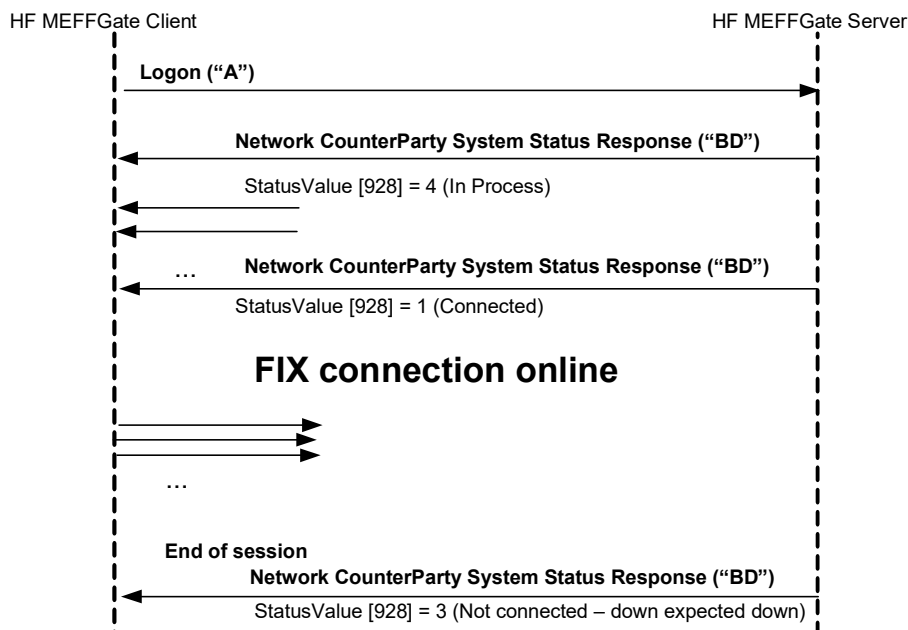 HF MEFFGate Client
HF MEFFGate Server
Logon (“A”)
Network CounterParty System Status Response (“BD”)
StatusValue [928] = 4 (In Process)
...
Network CounterParty System Status Response (“BD”)
StatusValue [928] = 1 (Connected)
FIX connection online
...
End of session
Network CounterParty System Status Response (“BD”)
StatusValue [928] = 3 (Not connected – down expected down)